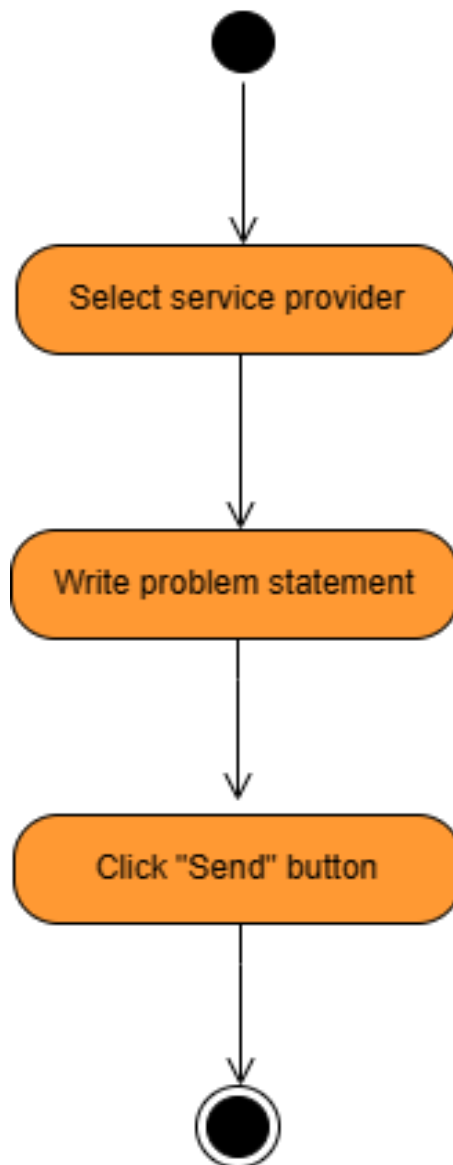 Select service provider
Write problem statement
Click "Send" button